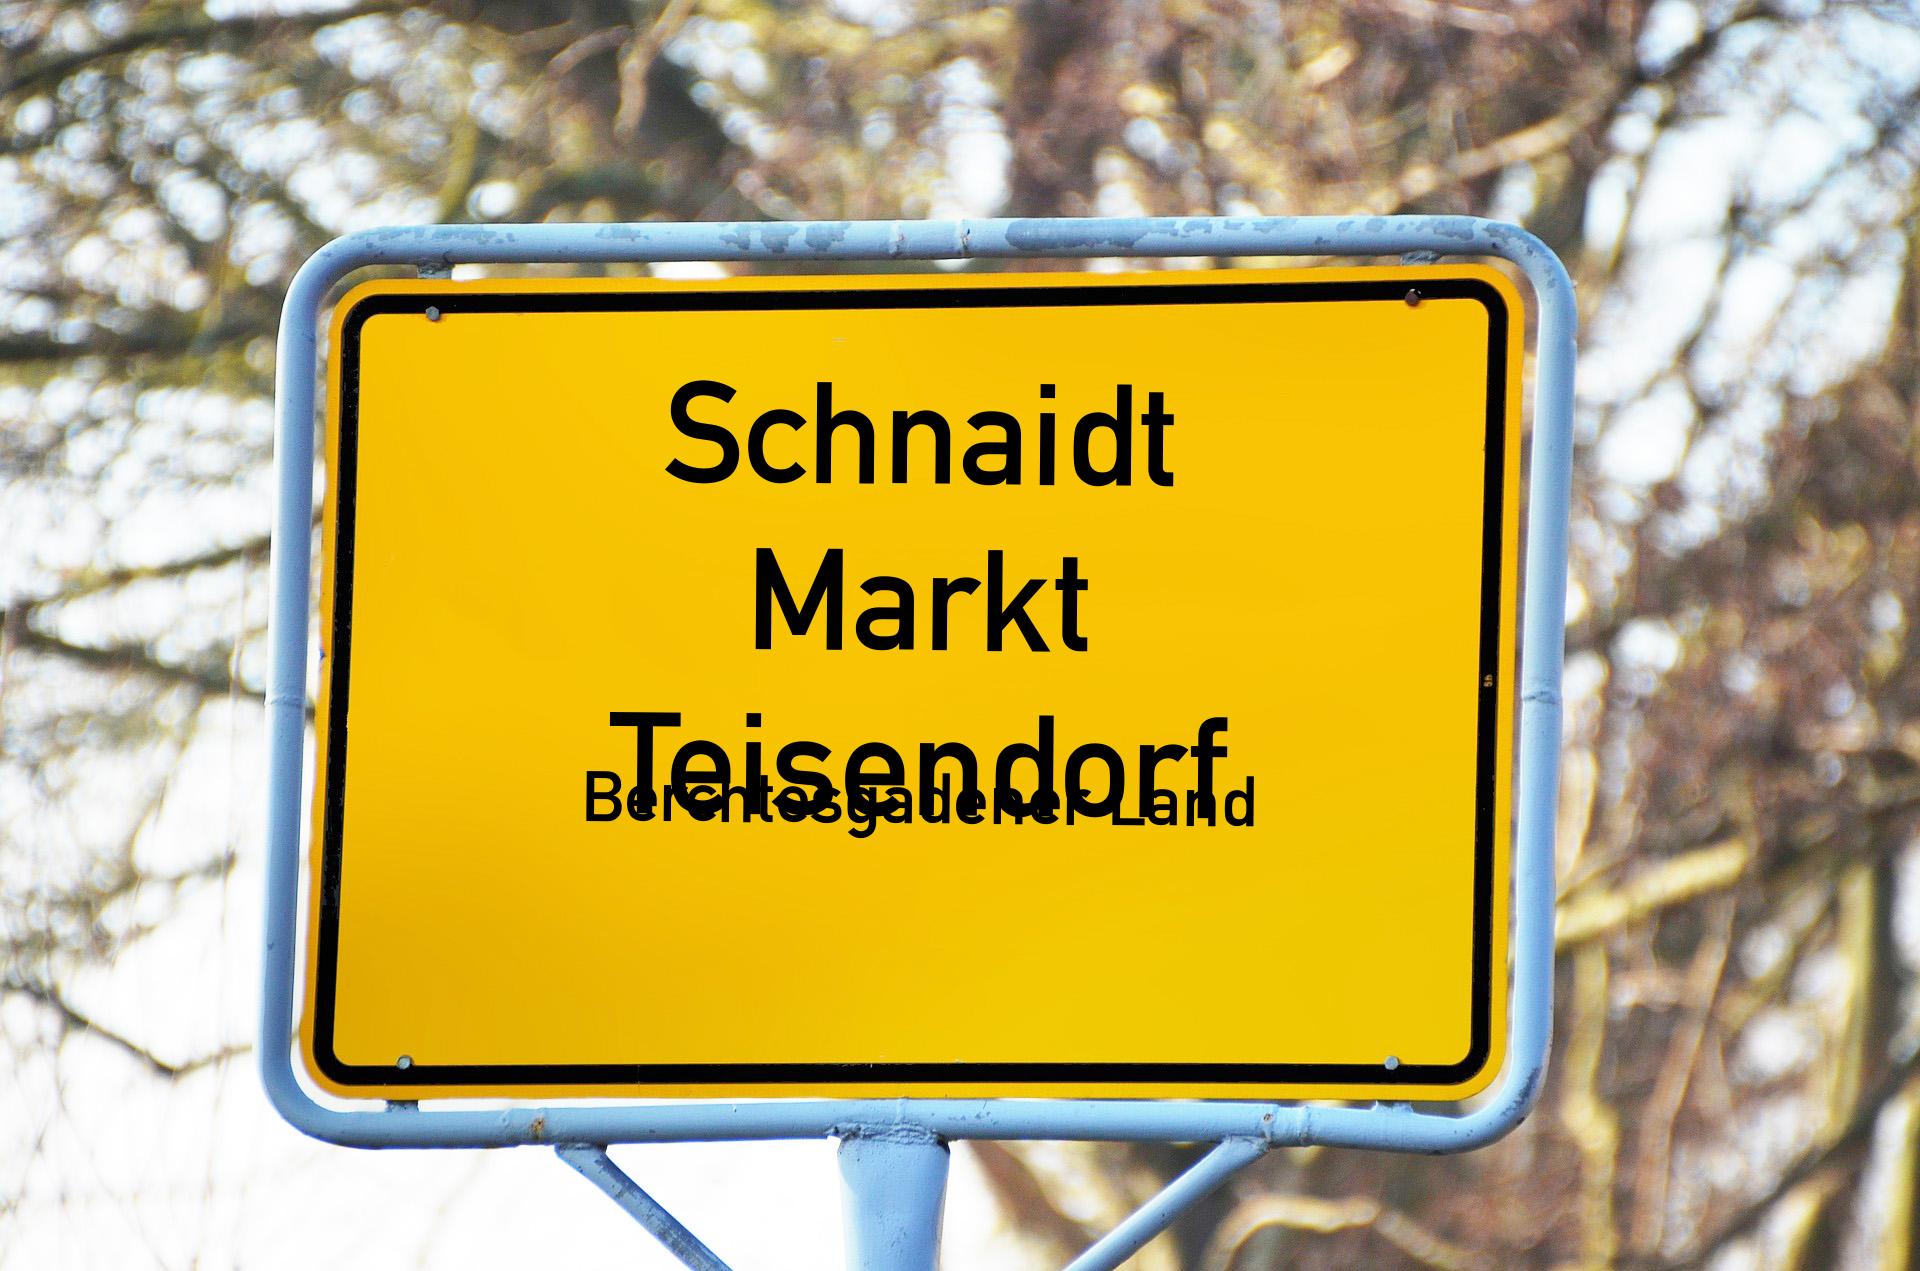 Schnaidt
Markt
Teisendorf
Berchtesgadener Land